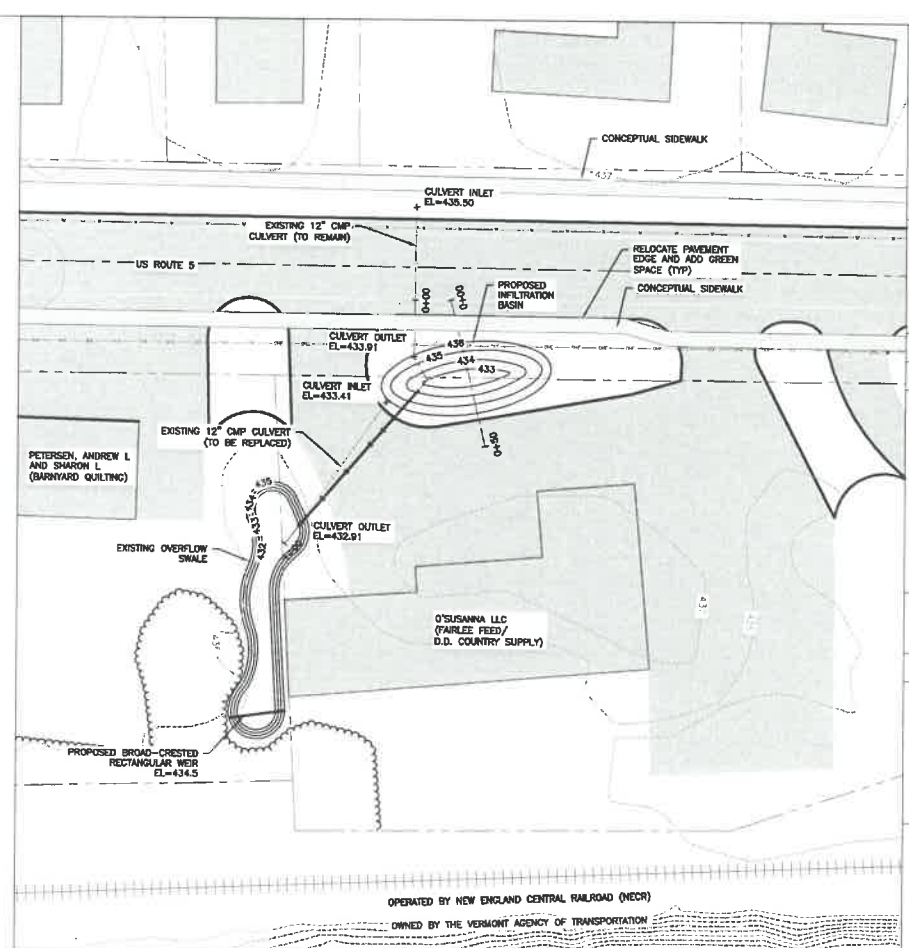 CONCEPTUAL SIDEWALK
437
CULVERT INLET
EL=435.50
EXISTING 12" CMP
CULVERT (TO REMAIN)
US ROUTE 5
RELOCATE PAVEMENT
EDGE AND ADD GREEN
SPACE (TYP)
PROPOSED
INFILTRATION
BASIN
CONCEPTUAL SIDEWALK
0+00
0+00
CULVERT OUTLET
EL=433.91
436
435
434
433
CULVERT INLET
EL=433.41
EXISTING 12" CMP CULVERT
(TO BE REPLACED)
0+50
PETERSEN, ANDREW L
AND SHARON L
(BARNYARD QUILTING)
435
434
433
432
CULVERT OUTLET
EL=432.91
EXISTING OVERFLOW
SWALE
O'SUSANNA LLC
(FAIRLEE FEED/
D.D. COUNTRY SUPPLY)
PROPOSED BROAD-CRESTED
RECTANGULAR WEIR
EL=434.5
OPERATED BY NEW ENGLAND CENTRAL RAILROAD (NECR)
OWNED BY THE VERMONT AGENCY OF TRANSPORTATION